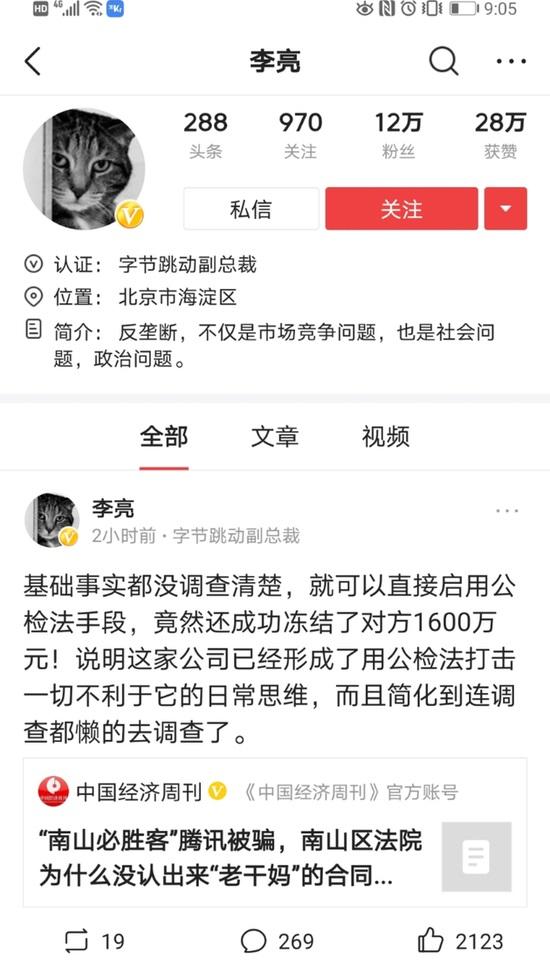 HD 4G 9:05
李亮
288 970 12万 28万
头条 关注 粉丝 获赞
私信 关注
认证： 字节跳动副总裁
位置： 北京市海淀区
简介： 反垄断，不仅是市场竞争问题，也是社会问
题，政治问题。
全部 文章 视频
李亮
2小时前 · 字节跳动副总裁
基础事实都没调查清楚，就可以直接启用公
检法手段，竟然还成功冻结了对方1600万
元！说明这家公司已经形成了用公检法打击
一切不利于它的日常思维，而且简化到连调
查都懒的去调查了。
中国经济周刊 《中国经济周刊》官方账号
“南山必胜客”腾讯被骗，南山区法院
为什么没认出来“老干妈”的合同...
19 269 2123